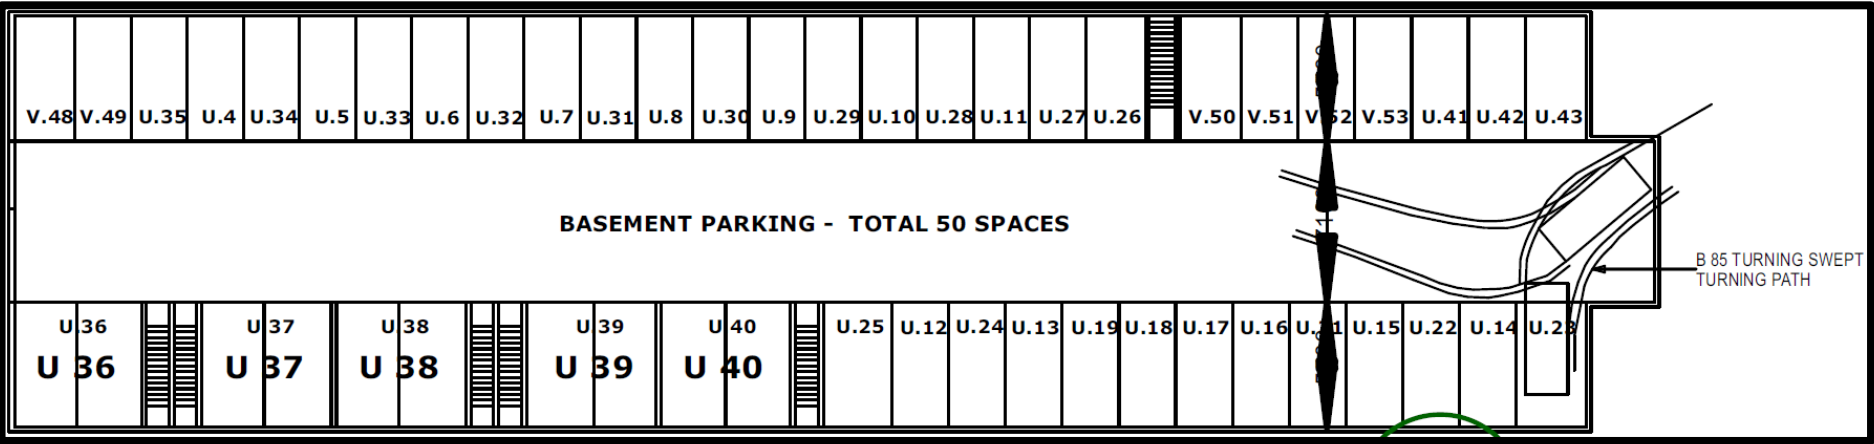 V.48 V.49 U.35 U.4 U.34 U.5 U.33 U.6 U.32 U.7 U.31 U.8 U.30 U.9 U.29 U.10 U.28 U.11 U.27 U.26 V.50 V.51 V.52 V.53 U.41 U.42 U.43
BASEMENT PARKING - TOTAL 50 SPACES
B 85 TURNING SWEPT
TURNING PATH
U.36 U.37 U.38 U.39 U.40 U.25 U.12 U.24 U.13 U.19 U.18 U.17 U.16 U.21 U.15 U.22 U.14 U.23
U 36 U 37 U 38 U 39 U 40